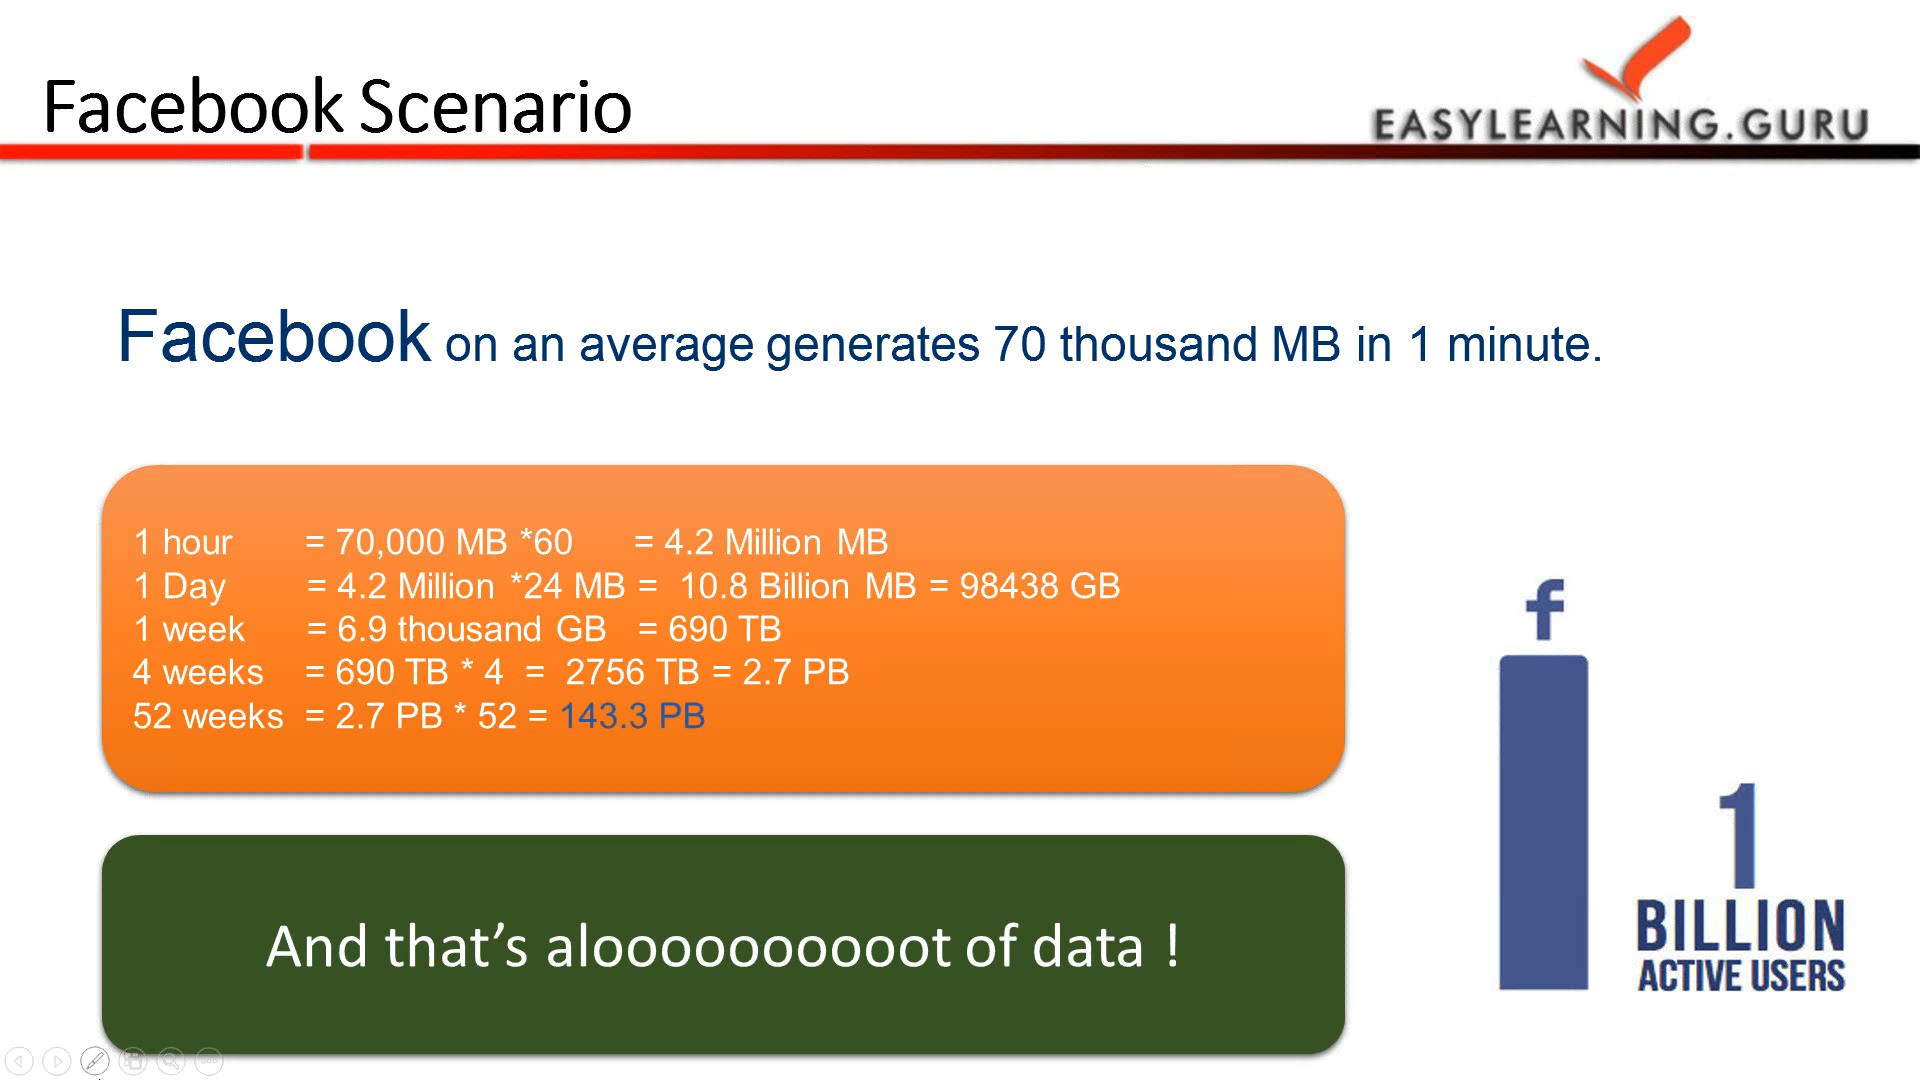 Facebook Scenario
EASYLEARNING.GURU
Facebook on an average generates 70 thousand MB in 1 minute.
1 hour = 70,000 MB *60 = 4.2 Million MB
1 Day = 4.2 Million *24 MB = 10.8 Billion MB = 98438 GB
1 week = 6.9 thousand GB = 690 TB
4 weeks = 690 TB * 4 = 2756 TB = 2.7 PB
52 weeks = 2.7 PB * 52 = 143.3 PB
And that’s aloooooooooot of data !
f
1
BILLION
ACTIVE USERS